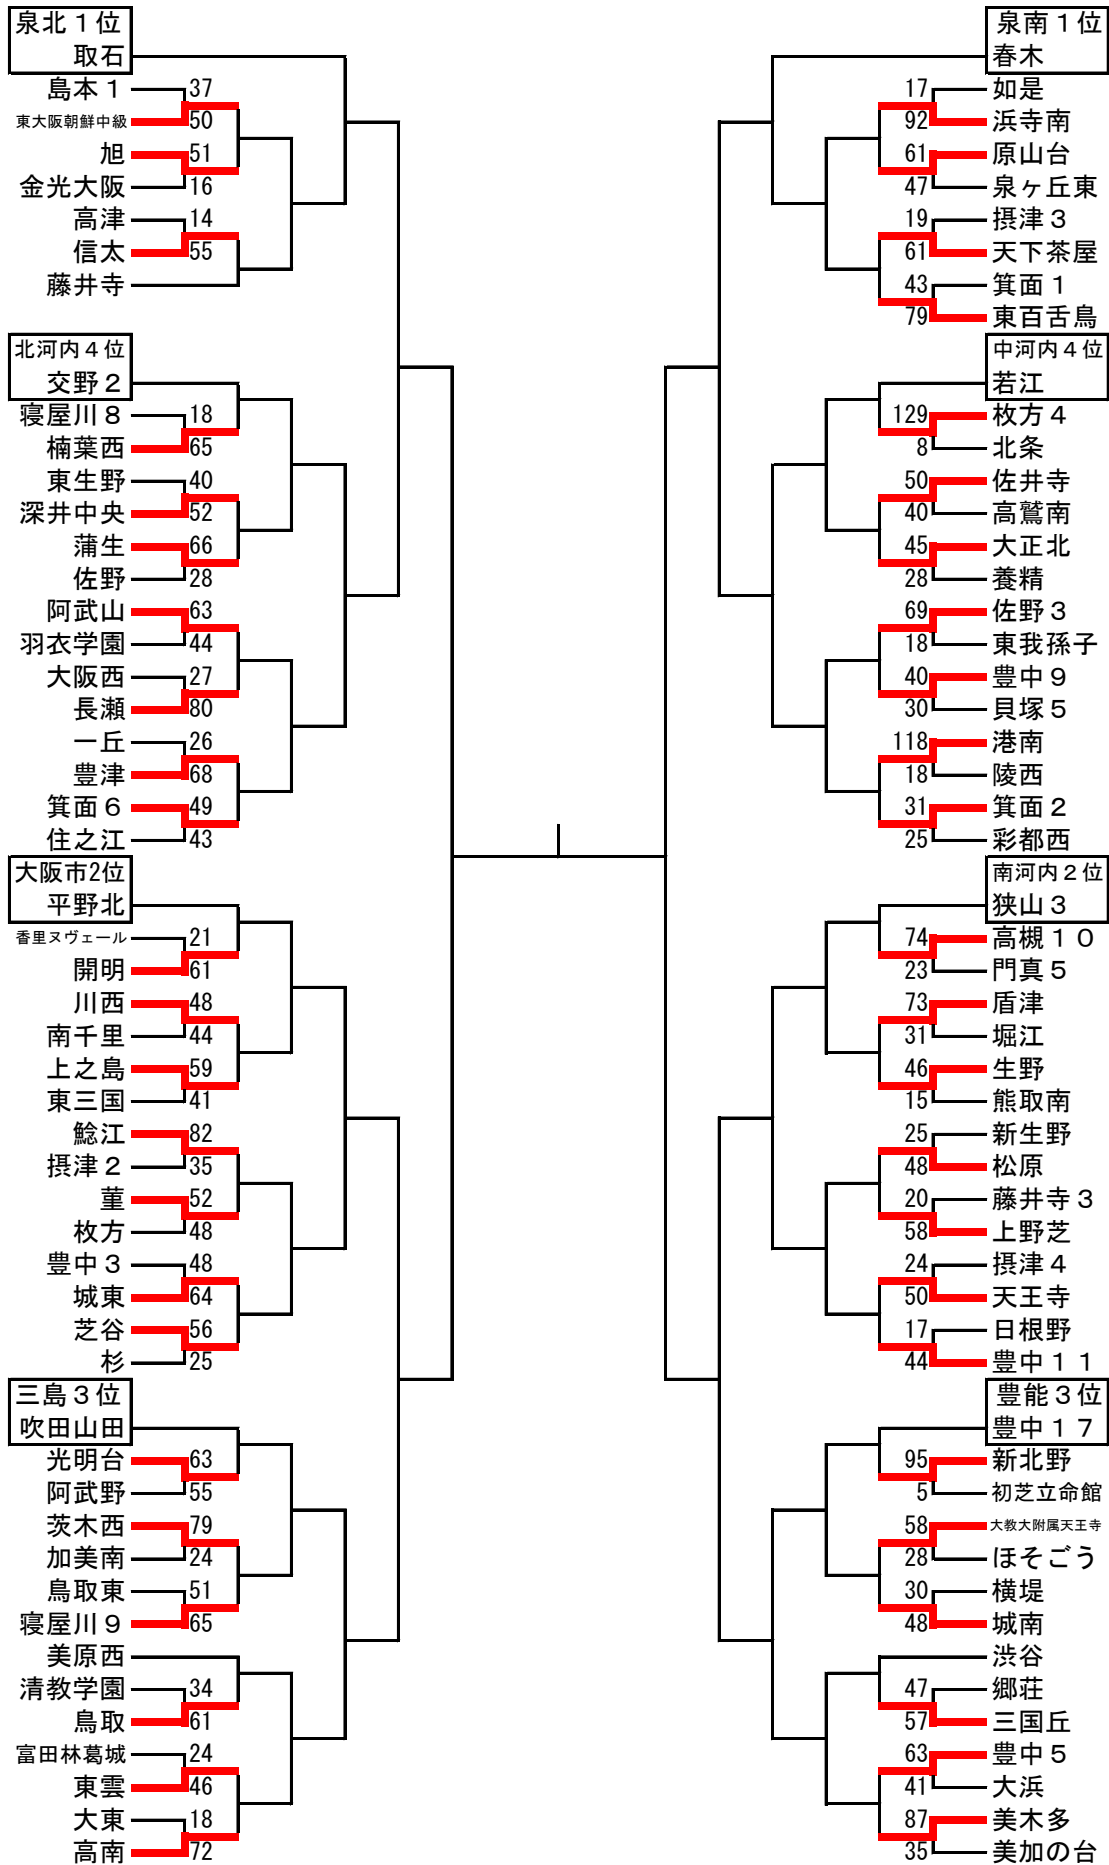 泉北１位
取石
島本１ 37
東大阪朝鮮中級 50
旭 51
金光大阪 16
高津 14
信太 55
藤井寺
北河内４位
交野２
寝屋川８ 18
楠葉西 65
東生野 40
深井中央 52
蒲生 66
佐野 28
阿武山 63
羽衣学園 44
大阪西 27
長瀬 80
一丘 26
豊津 68
箕面６ 49
住之江 43
大阪市2位
平野北
香里ヌヴェール 21
開明 61
川西 48
南千里 44
上之島 59
東三国 41
鯰江 82
摂津２ 35
菫 52
枚方 48
豊中３ 48
城東 64
芝谷 56
杉 25
三島３位
吹田山田
光明台 63
阿武野 55
茨木西 79
加美南 24
鳥取東 51
寝屋川９ 65
美原西
清教学園 34
鳥取 61
富田林葛城 24
東雲 46
大東 18
高南 72
泉南１位
春木
17 如是
92 浜寺南
61 原山台
47 泉ヶ丘東
19 摂津３
61 天下茶屋
43 箕面１
79 東百舌鳥
中河内４位
若江
129 枚方４
8 北条
50 佐井寺
40 高鷲南
45 大正北
28 養精
69 佐野３
18 東我孫子
40 豊中９
30 貝塚５
118 港南
18 陵西
31 箕面２
25 彩都西
南河内２位
狭山３
74 高槻１０
23 門真５
73 盾津
31 堀江
46 生野
15 熊取南
25 新生野
48 松原
20 藤井寺３
58 上野芝
24 摂津４
50 天王寺
17 日根野
44 豊中１１
豊能３位
豊中１７
95 新北野
5 初芝立命館
58 大教大附属天王寺
28 ほそごう
30 横堤
48 城南
渋谷
47 郷荘
57 三国丘
63 豊中５
41 大浜
87 美木多
35 美加の台